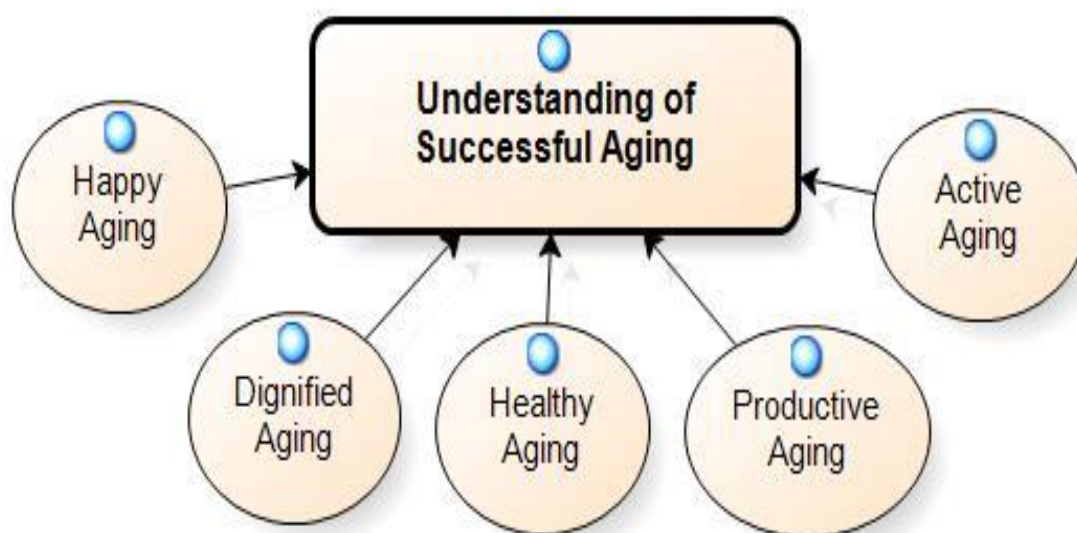 Understanding of
Successful Aging
Happy
Aging
Active
Aging
Dignified
Aging
Healthy
Aging
Productive
Aging